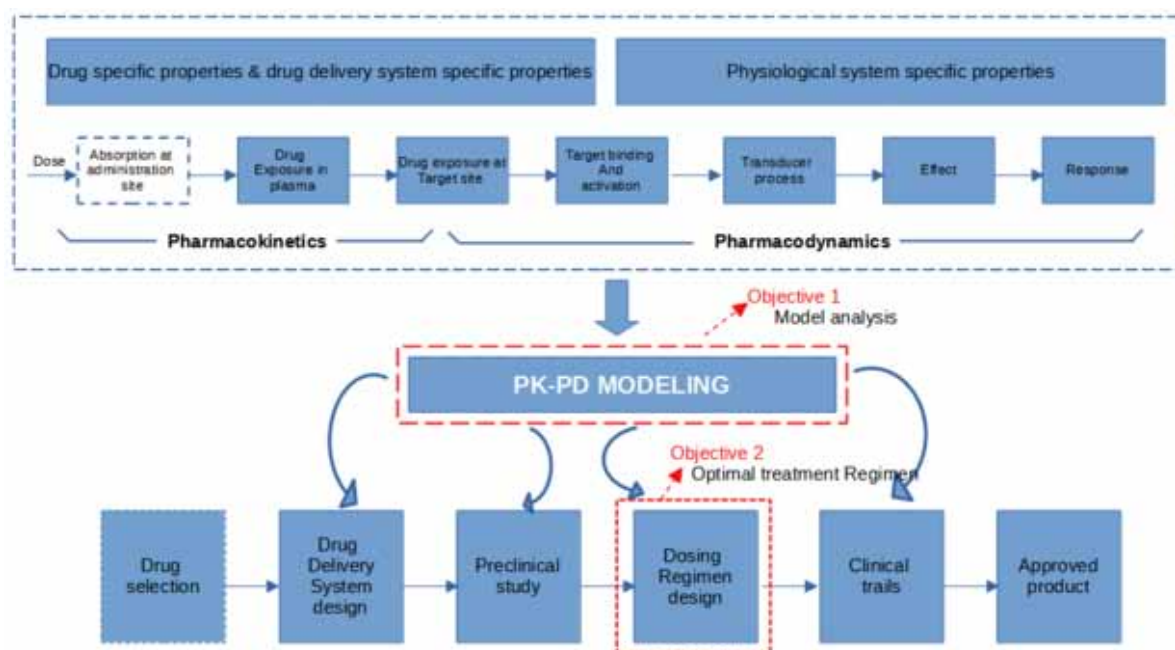 Drug specific properties & drug delivery system specific properties
Physiological system specific properties
Dose
Absorption at
administration
site
Drug
Exposure in
plasma
Drug exposure at
Target site
Target binding
And
activation
Transducer
process
Effect
Response
Pharmacokinetics
Pharmacodynamics
Objective 1
Model analysis
PK-PD MODELING
Objective 2
Optimal treatment Regimen
Drug
selection
Drug
Delivery
System
design
Preclinical
study
Dosing
Regimen
design
Clinical
trails
Approved
product